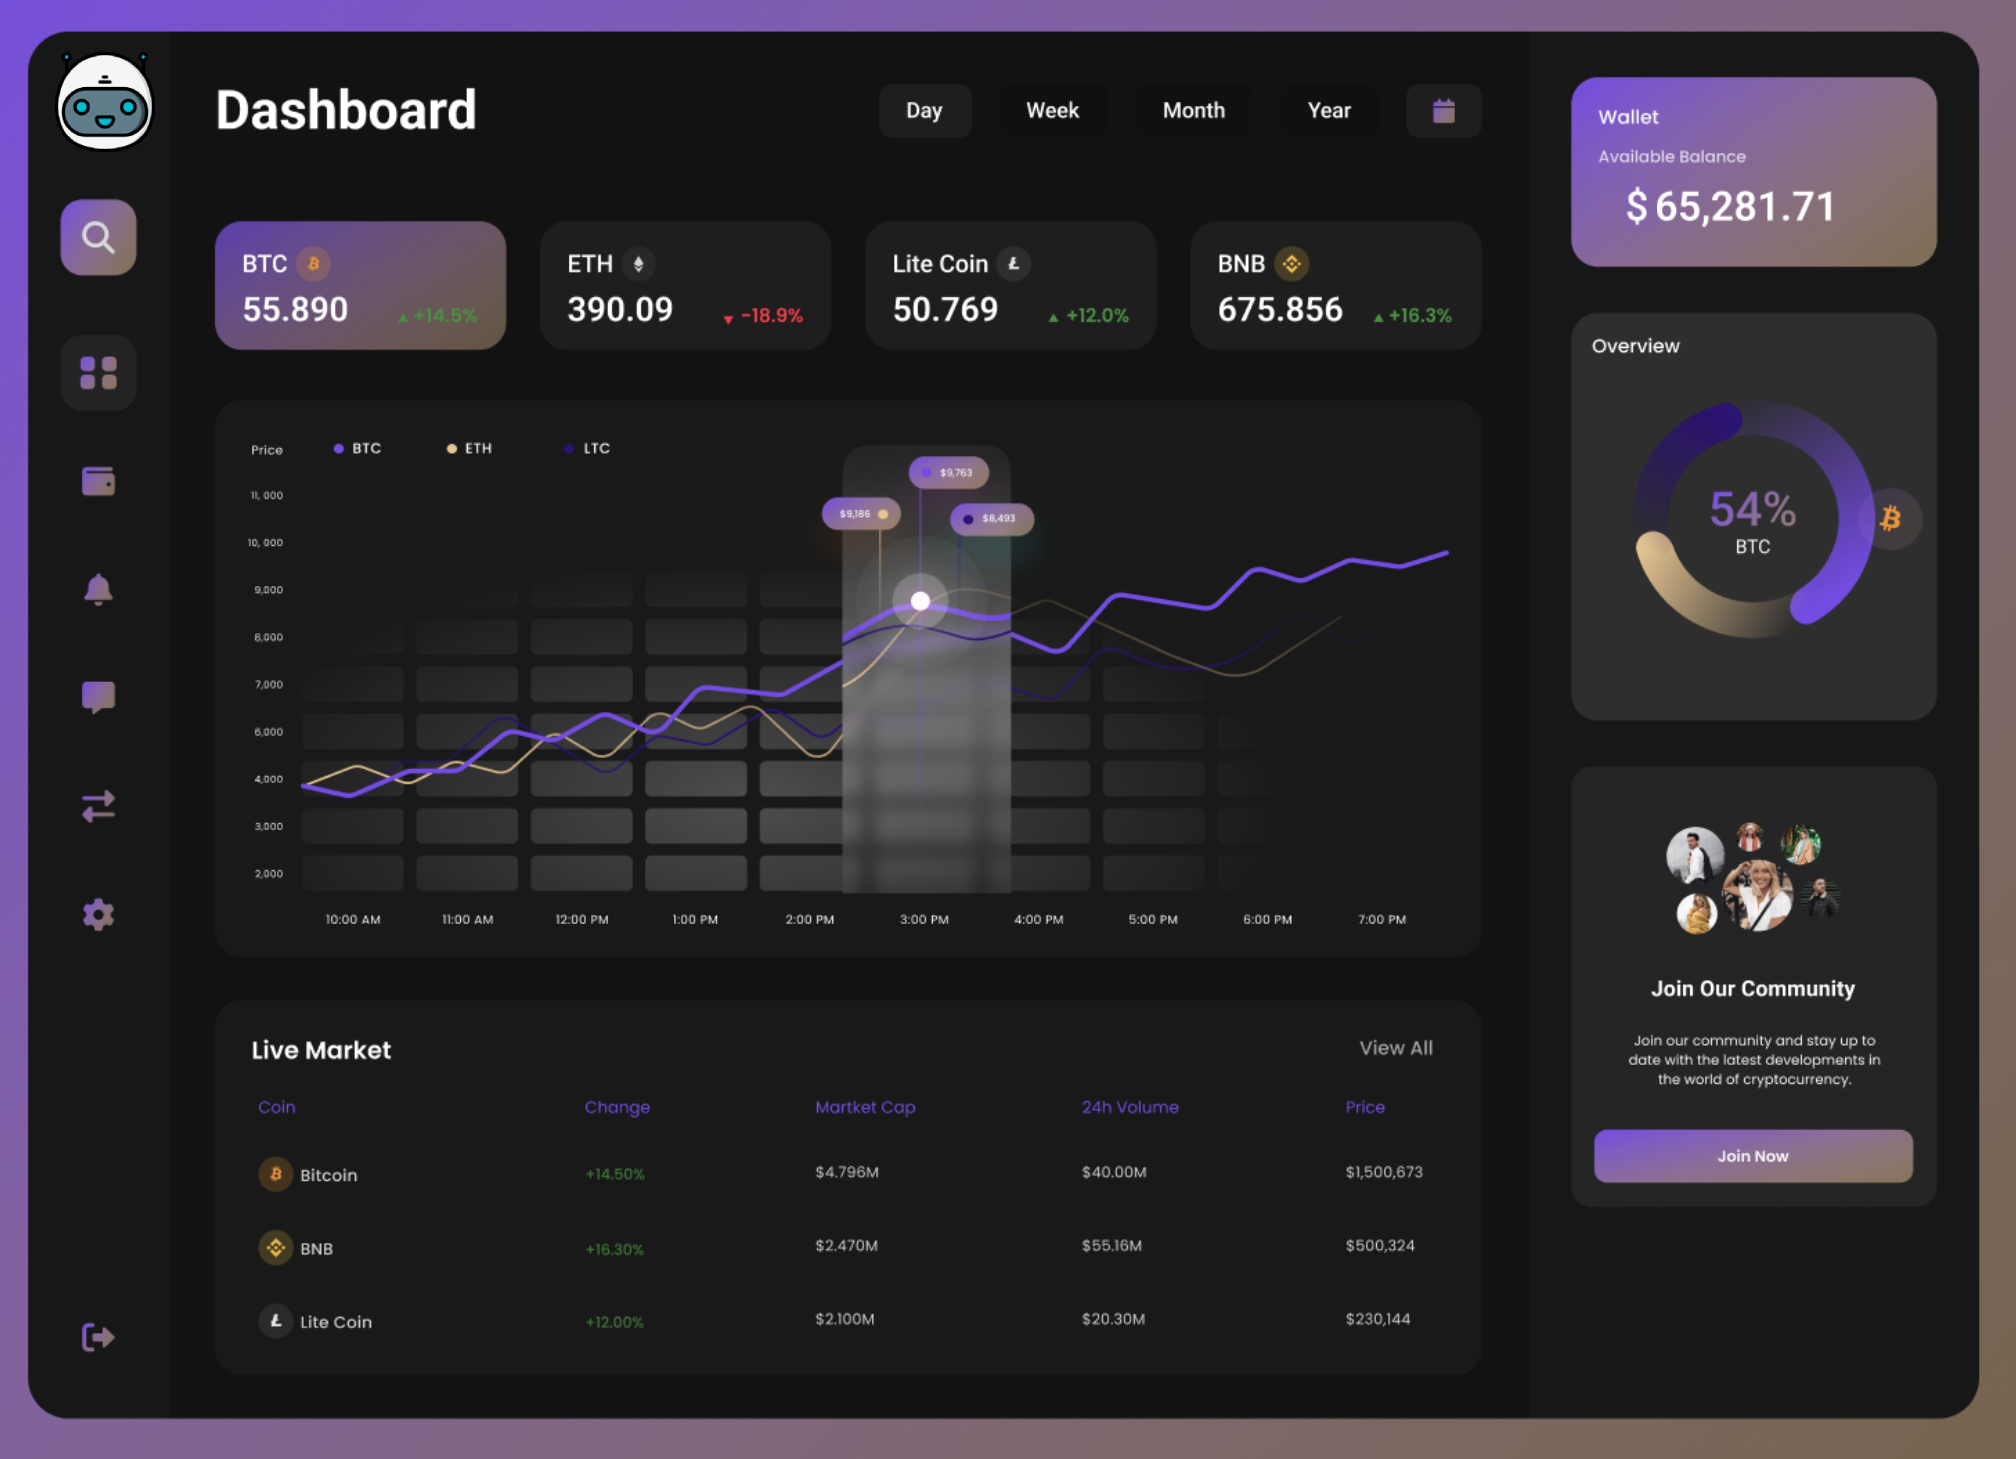 Dashboard
Day
Week
Month
Year
BTC
55.890
+14.5%
ETH
390.09
-18.9%
Lite Coin
50.769
+12.0%
BNB
675.856
+16.3%
Price
BTC
ETH
LTC
11, 000
10, 000
9,000
8,000
7,000
6,000
4,000
3,000
2,000
$9,763
$9,186
$8,493
10:00 AM
11:00 AM
12:00 PM
1:00 PM
2:00 PM
3:00 PM
4:00 PM
5:00 PM
6:00 PM
7:00 PM
Live Market
View All
Coin
Change
Martket Cap
24h Volume
Price
Bitcoin
+14.50%
$4.796M
$40.00M
$1,500,673
BNB
+16.30%
$2.470M
$55.16M
$500,324
Lite Coin
+12.00%
$2.100M
$20.30M
$230,144
Wallet
Available Balance
$ 65,281.71
Overview
54%
BTC
Join Our Community
Join our community and stay up to
date with the latest developments in
the world of cryptocurrency.
Join Now